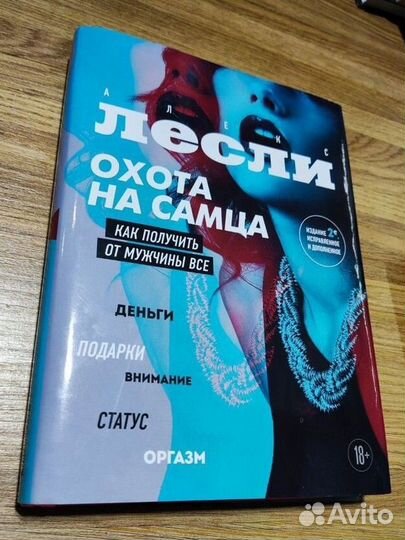 АЛЕКС
ЛЕСЛИ
ОХОТА
НА САМЦА
КАК ПОЛУЧИТЬ
ОТ МУЖЧИНЫ ВСЕ
ИЗДАНИЕ 2е
ИСПРАВЛЕННОЕ
И ДОПОЛНЕННОЕ
ДЕНЬГИ
ПОДАРКИ
ВНИМАНИЕ
СТАТУС
ОРГАЗМ
18+
Avito